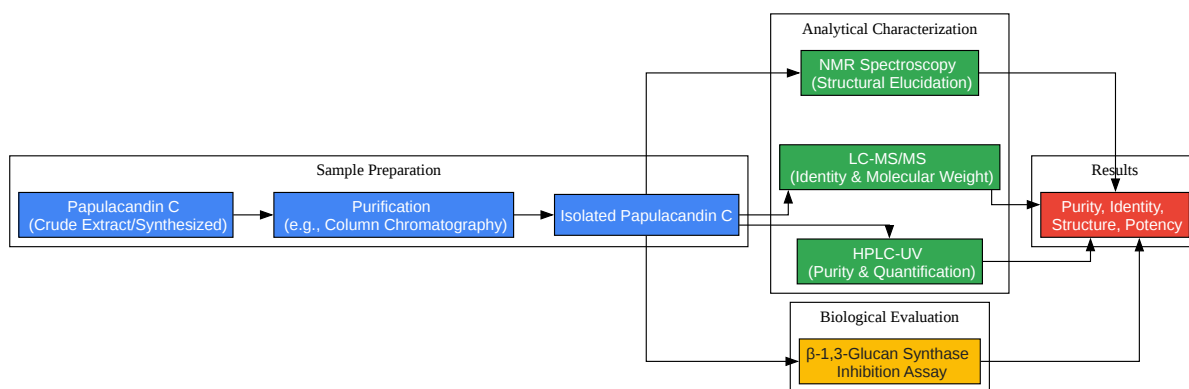 Sample Preparation
Papulacandin C
(Crude Extract/Synthesized)
Purification
(e.g., Column Chromatography)
Isolated Papulacandin C
Analytical Characterization
NMR Spectroscopy
(Structural Elucidation)
LC-MS/MS
(Identity & Molecular Weight)
HPLC-UV
(Purity & Quantification)
Biological Evaluation
β-1,3-Glucan Synthase
Inhibition Assay
Results
Purity, Identity,
Structure, Potency